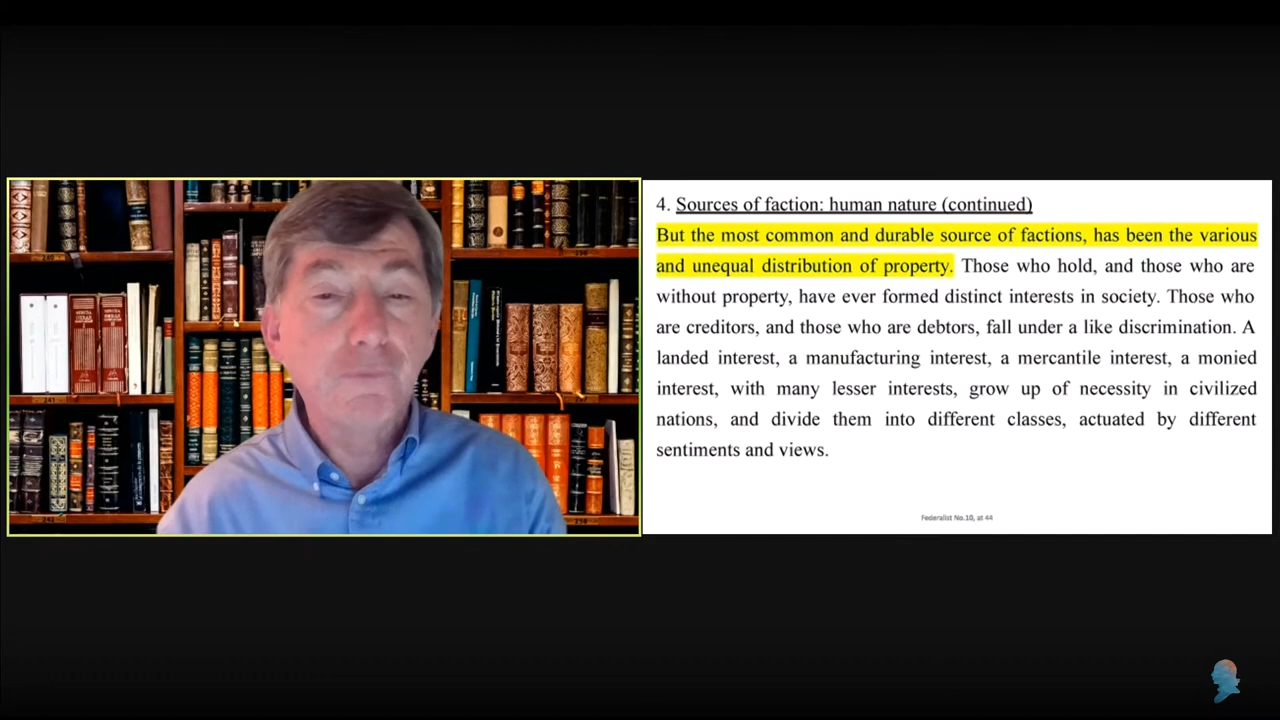 4. Sources of faction: human nature (continued)
But the most common and durable source of factions, has been the various
and unequal distribution of property. Those who hold, and those who are
without property, have ever formed distinct interests in society. Those who
are creditors, and those who are debtors, fall under a like discrimination. A
landed interest, a manufacturing interest, a mercantile interest, a monied
interest, with many lesser interests, grow up of necessity in civilized
nations, and divide them into different classes, actuated by different
sentiments and views.
Federalist No.10, at 44
241
242
250